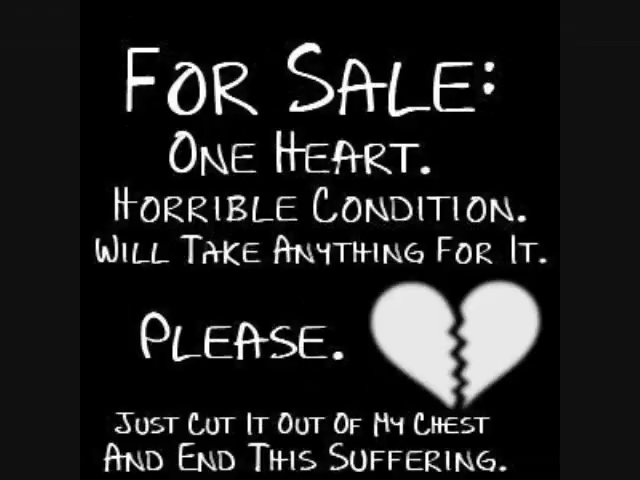 For Sale:
One Heart.
Horrible Condition.
Will Take Anything For It.
Please.
Just Cut It Out Of My Chest
And End This Suffering.